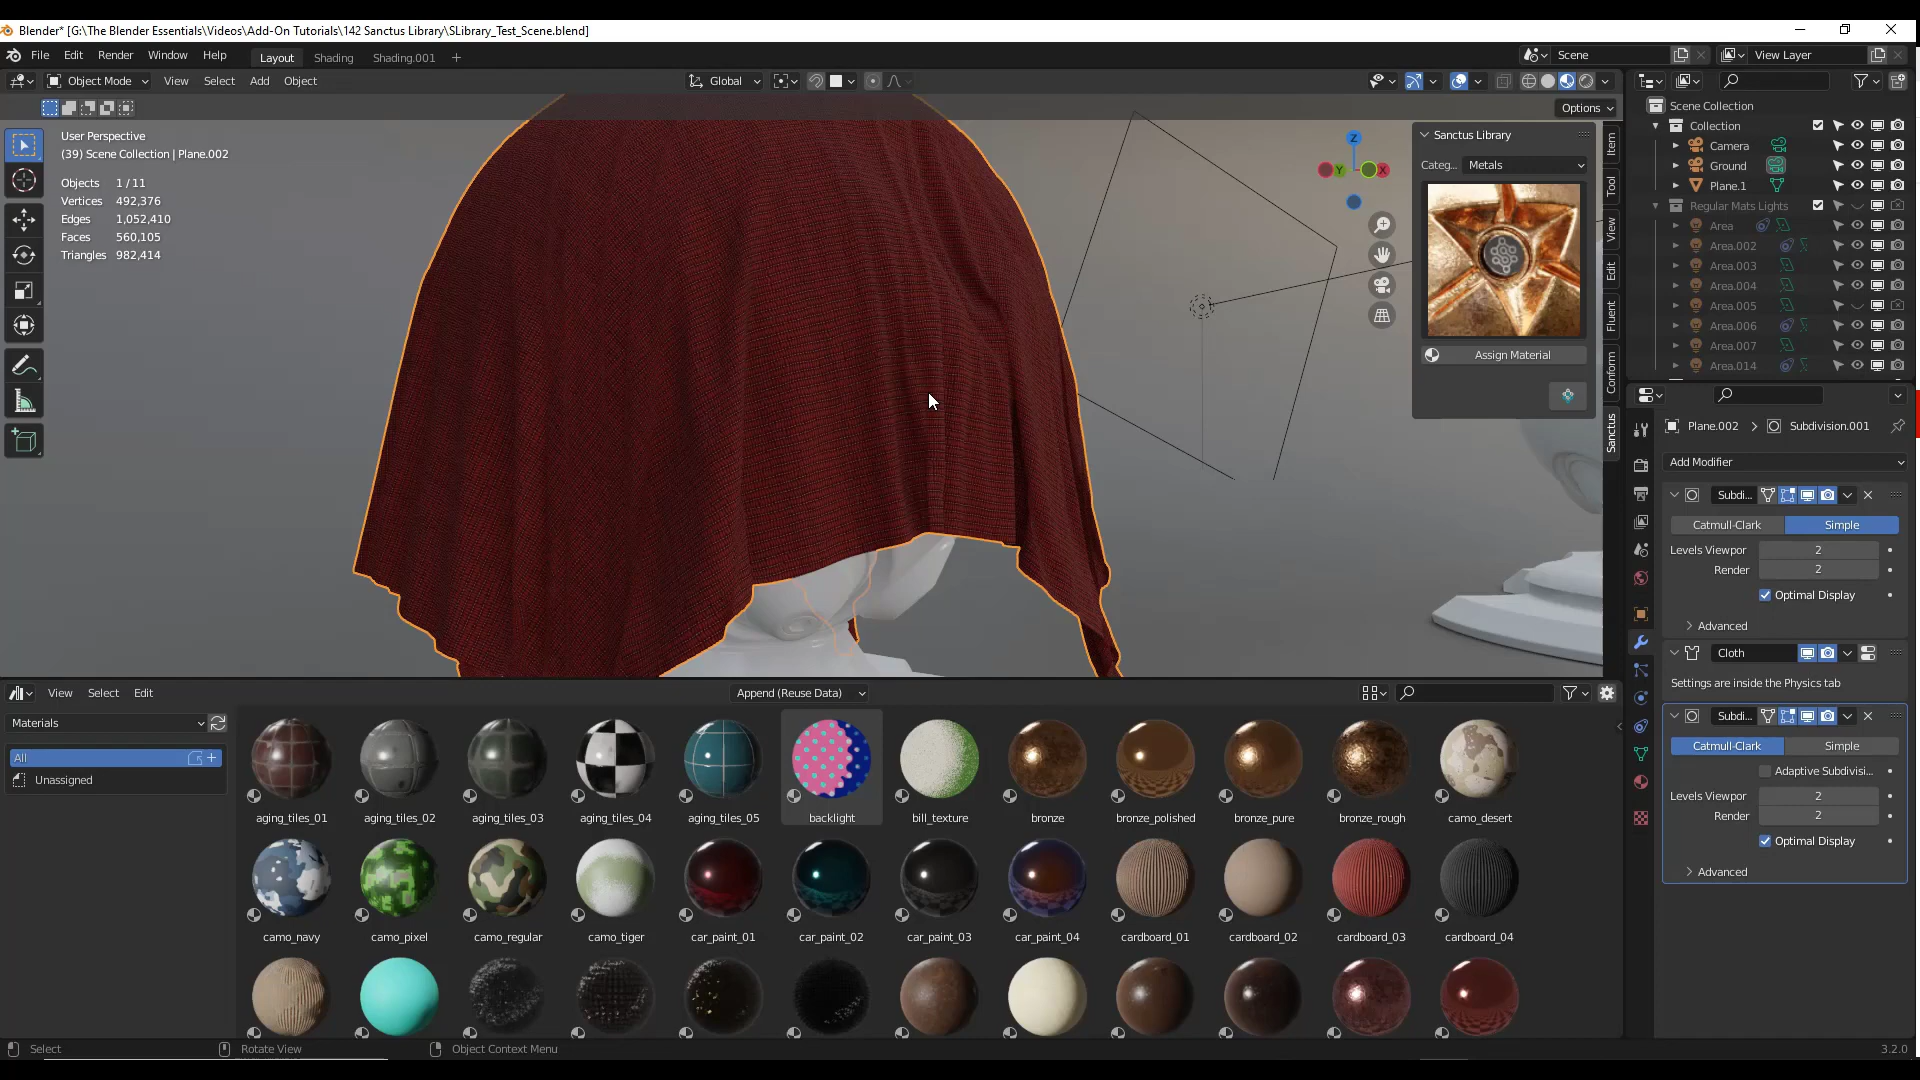 Blender* [G:\The Blender Essentials\Videos\Add-On Tutorials\142 Sanctus Library\SLibrary_Test_Scene.blend]
File Edit Render Window Help Layout Shading Shading.001 + Scene View Layer
Object Mode View Select Add Object Global
Options
User Perspective
(39) Scene Collection | Plane.002
Objects 1 / 11
Vertices 492,376
Edges 1,052,410
Faces 560,105
Triangles 982,414
Z
Y
X
Sanctus Library
Categ... Metals
Assign Material
Item
Tool
View
Edit
Fluent
Conform
Sanctus
Scene Collection
Collection
Camera
Ground
Plane.1
Regular Mats Lights
Area
Area.002
Area.003
Area.004
Area.005
Area.006
Area.007
Area.014
Plane.002 > Subdivision.001
Add Modifier
Subdi...
Catmull-Clark Simple
Levels Viewpor 2
Render 2
Optimal Display
Advanced
Cloth
Settings are inside the Physics tab
Subdi...
Catmull-Clark Simple
Adaptive Subdivisi...
Levels Viewpor 2
Render 2
Optimal Display
Advanced
View Select Edit Append (Reuse Data)
Materials
All
Unassigned
aging_tiles_01 aging_tiles_02 aging_tiles_03 aging_tiles_04 aging_tiles_05 backlight bill_texture bronze bronze_polished bronze_pure bronze_rough camo_desert
camo_navy camo_pixel camo_regular camo_tiger car_paint_01 car_paint_02 car_paint_03 car_paint_04 cardboard_01 cardboard_02 cardboard_03 cardboard_04
Select Rotate View Object Context Menu 3.2.0